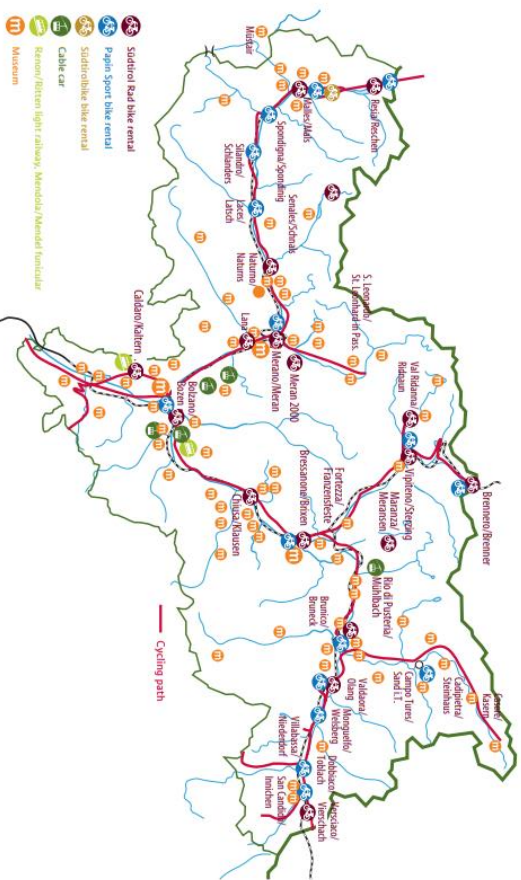 Müstair
Resia/Reschen
Malles/Mals
Spondigna/Spondinig
Silandro/
Schlanders
Laces/
Latsch
Senales/Schnals
Naturno/
Naturns
S. Leonardo/
St. Leonhard in Pass.
Lana
Merano/Meran
Meran 2000
Caldaro/Kaltern
Bolzano/
Bozen
Val Ridanna/
Ridnaun
Vipiteno/Sterzing
Brennero/Brenner
Maranza/
Meransen
Fortezza/
Franzensfeste
Bressanone/Brixen
Chiusa/Klausen
Rio di Pusteria/
Mühlbach
Brunico/
Bruneck
Campo Tures/
Sand i.T.
Cadipietra/
Steinhaus
Casere/
Kasern
Valdaora/
Olang
Monguelfo/
Welsberg
Villabassa/
Niederdorf
Dobbiaco/
Toblach
San Candido/
Innichen
Versciaco/
Vierschach
Cycling path
Südtirol Rad bike rental
Papin Sport bike rental
Südtirolbike bike rental
Cable car
Renon/Ritten light railway, Mendola/Mendel funicular
m Museum